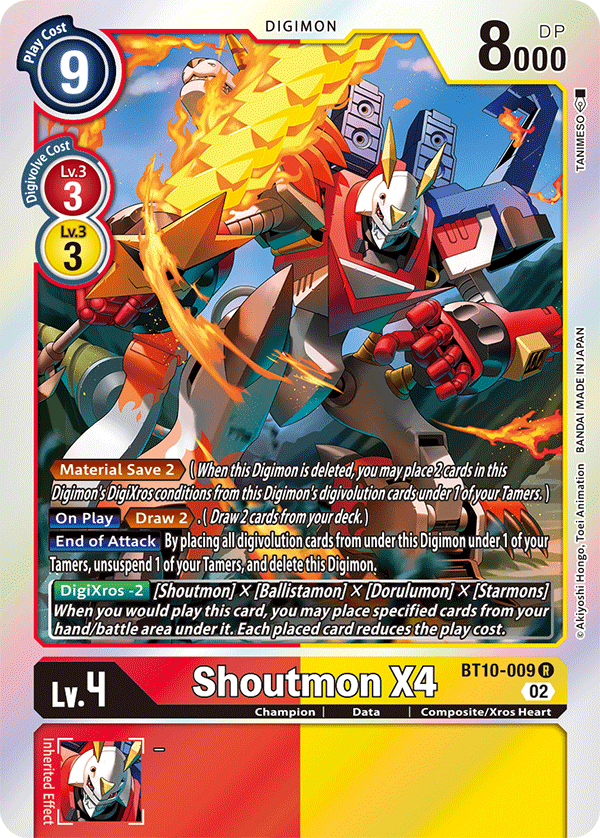 Play Cost
9
DIGIMON
DP
8000
Digivolve Cost
Lv.3
3
Lv.3
3
TANIMESO
Material Save 2 (When this Digimon is deleted, you may place 2 cards in this
Digimon's DigiXros conditions from this Digimon's digivolution cards under 1 of your Tamers.)
On Play Draw 2 . (Draw 2 cards from your deck.)
End of Attack By placing all digivolution cards from under this Digimon under 1 of your
Tamers, unsuspend 1 of your Tamers, and delete this Digimon.
DigiXros -2 [Shoutmon] × [Ballistamon] × [Dorulumon] × [Starmons]
When you would play this card, you may place specified cards from your
hand/battle area under it. Each placed card reduces the play cost.
© Akiyoshi Hongo, Toei Animation BANDAI MADE IN JAPAN
Lv.4
Shoutmon X4
BT10-009 R
02
Champion | Data | Composite/Xros Heart
Inherited Effect
–